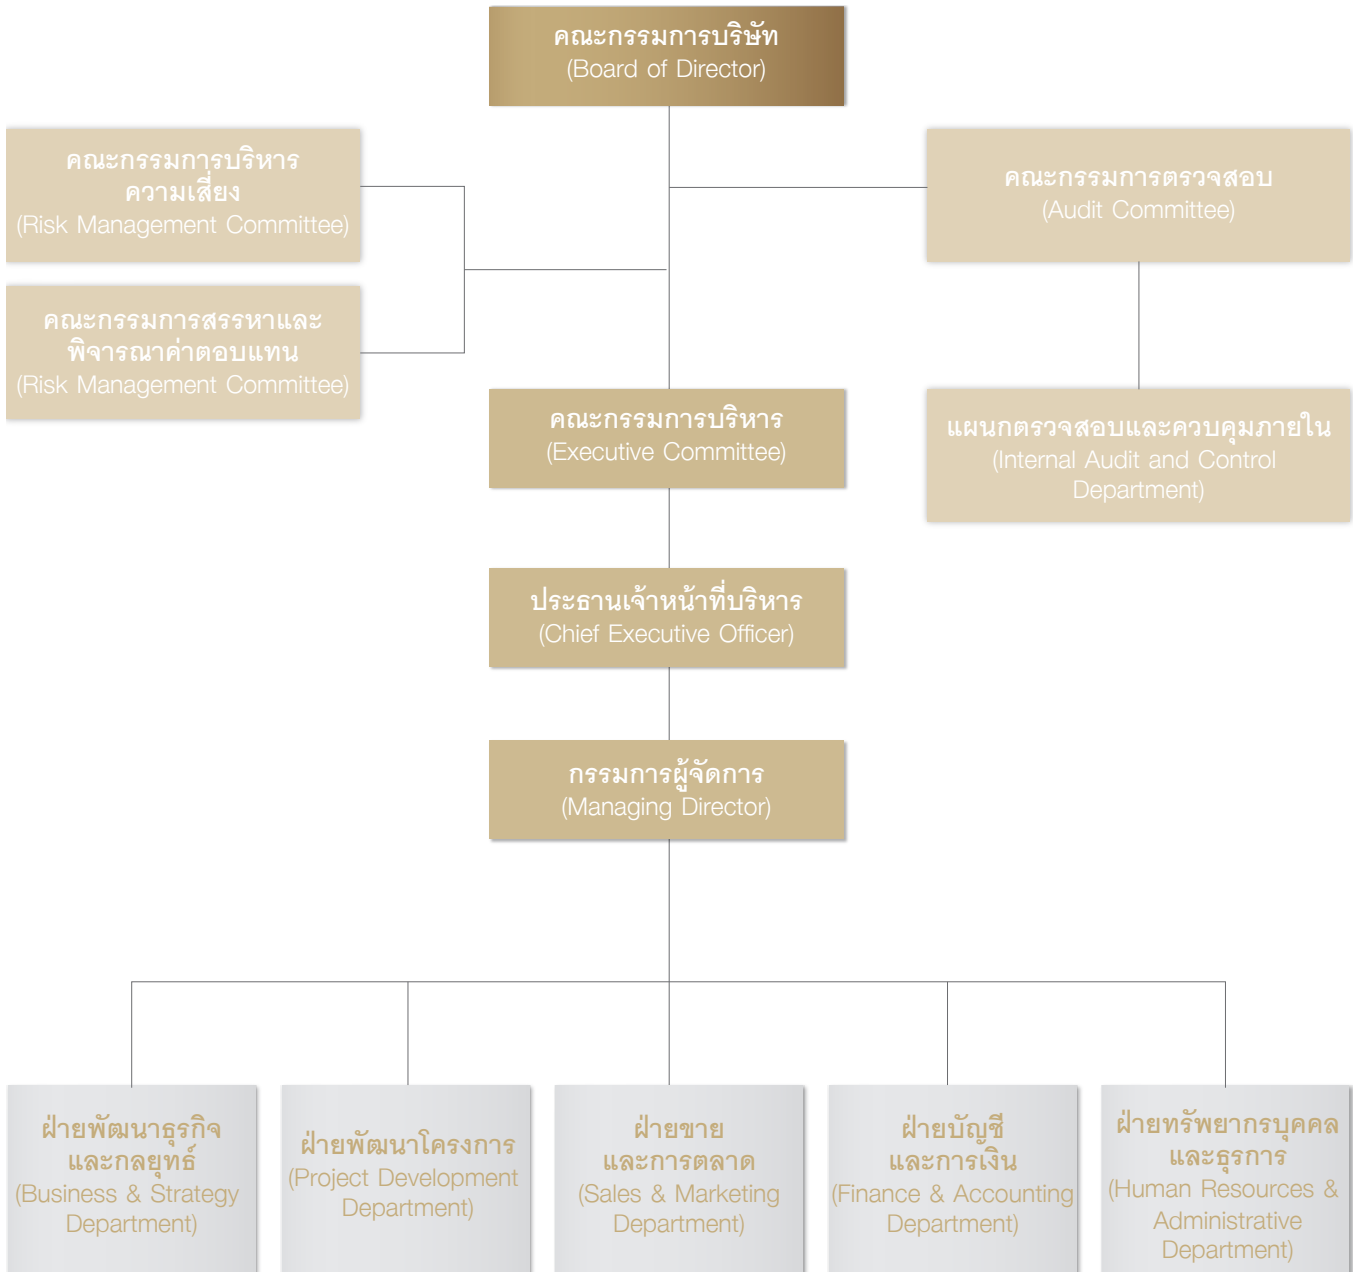 คณะกรรมการบริษัท
(Board of Director)
คณะกรรมการบริหาร
ความเสี่ยง
(Risk Management Committee)
คณะกรรมการตรวจสอบ
(Audit Committee)
คณะกรรมการสรรหาและ
พิจารณาค่าตอบแทน
(Risk Management Committee)
คณะกรรมการบริหาร
(Executive Committee)
แผนกตรวจสอบและควบคุมภายใน
(Internal Audit and Control
Department)
ประธานเจ้าหน้าที่บริหาร
(Chief Executive Officer)
กรรมการผู้จัดการ
(Managing Director)
ฝ่ายพัฒนาธุรกิจ
และกลยุทธ์
(Business & Strategy
Department)
ฝ่ายพัฒนาโครงการ
(Project Development
Department)
ฝ่ายขาย
และการตลาด
(Sales & Marketing
Department)
ฝ่ายบัญชี
และการเงิน
(Finance & Accounting
Department)
ฝ่ายทรัพยากรบุคคล
และธุรการ
(Human Resources &
Administrative
Department)